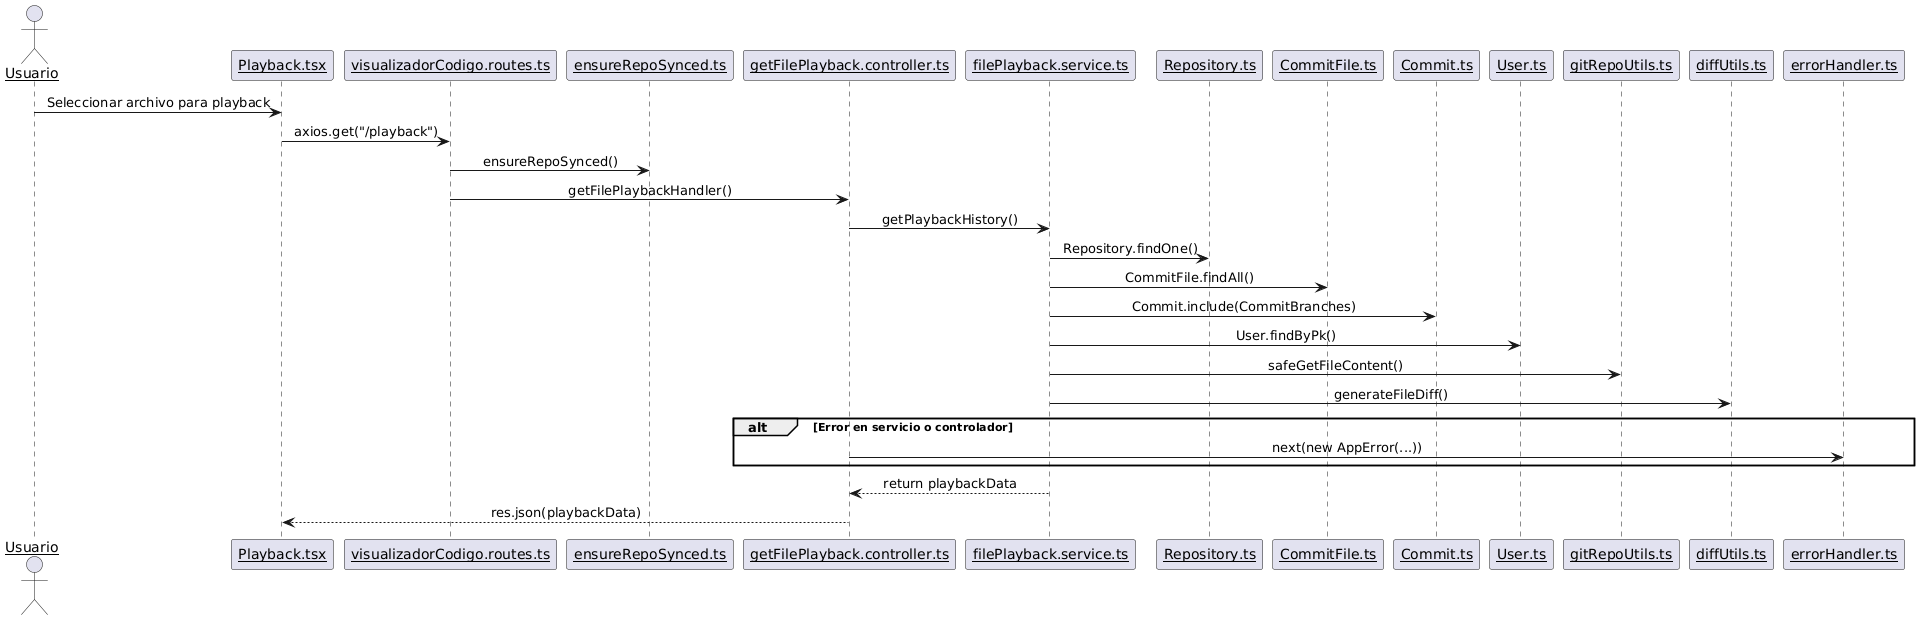 Usuario
Playback.tsx
visualizadorCodigo.routes.ts
ensureRepoSynced.ts
getFilePlayback.controller.ts
filePlayback.service.ts
Repository.ts
CommitFile.ts
Commit.ts
User.ts
gitRepoUtils.ts
diffUtils.ts
errorHandler.ts
Seleccionar archivo para playback
axios.get("/playback")
ensureRepoSynced()
getFilePlaybackHandler()
getPlaybackHistory()
Repository.findOne()
CommitFile.findAll()
Commit.include(CommitBranches)
User.findByPk()
safeGetFileContent()
generateFileDiff()
alt [Error en servicio o controlador]
next(new AppError(...))
return playbackData
res.json(playbackData)
Usuario
Playback.tsx
visualizadorCodigo.routes.ts
ensureRepoSynced.ts
getFilePlayback.controller.ts
filePlayback.service.ts
Repository.ts
CommitFile.ts
Commit.ts
User.ts
gitRepoUtils.ts
diffUtils.ts
errorHandler.ts